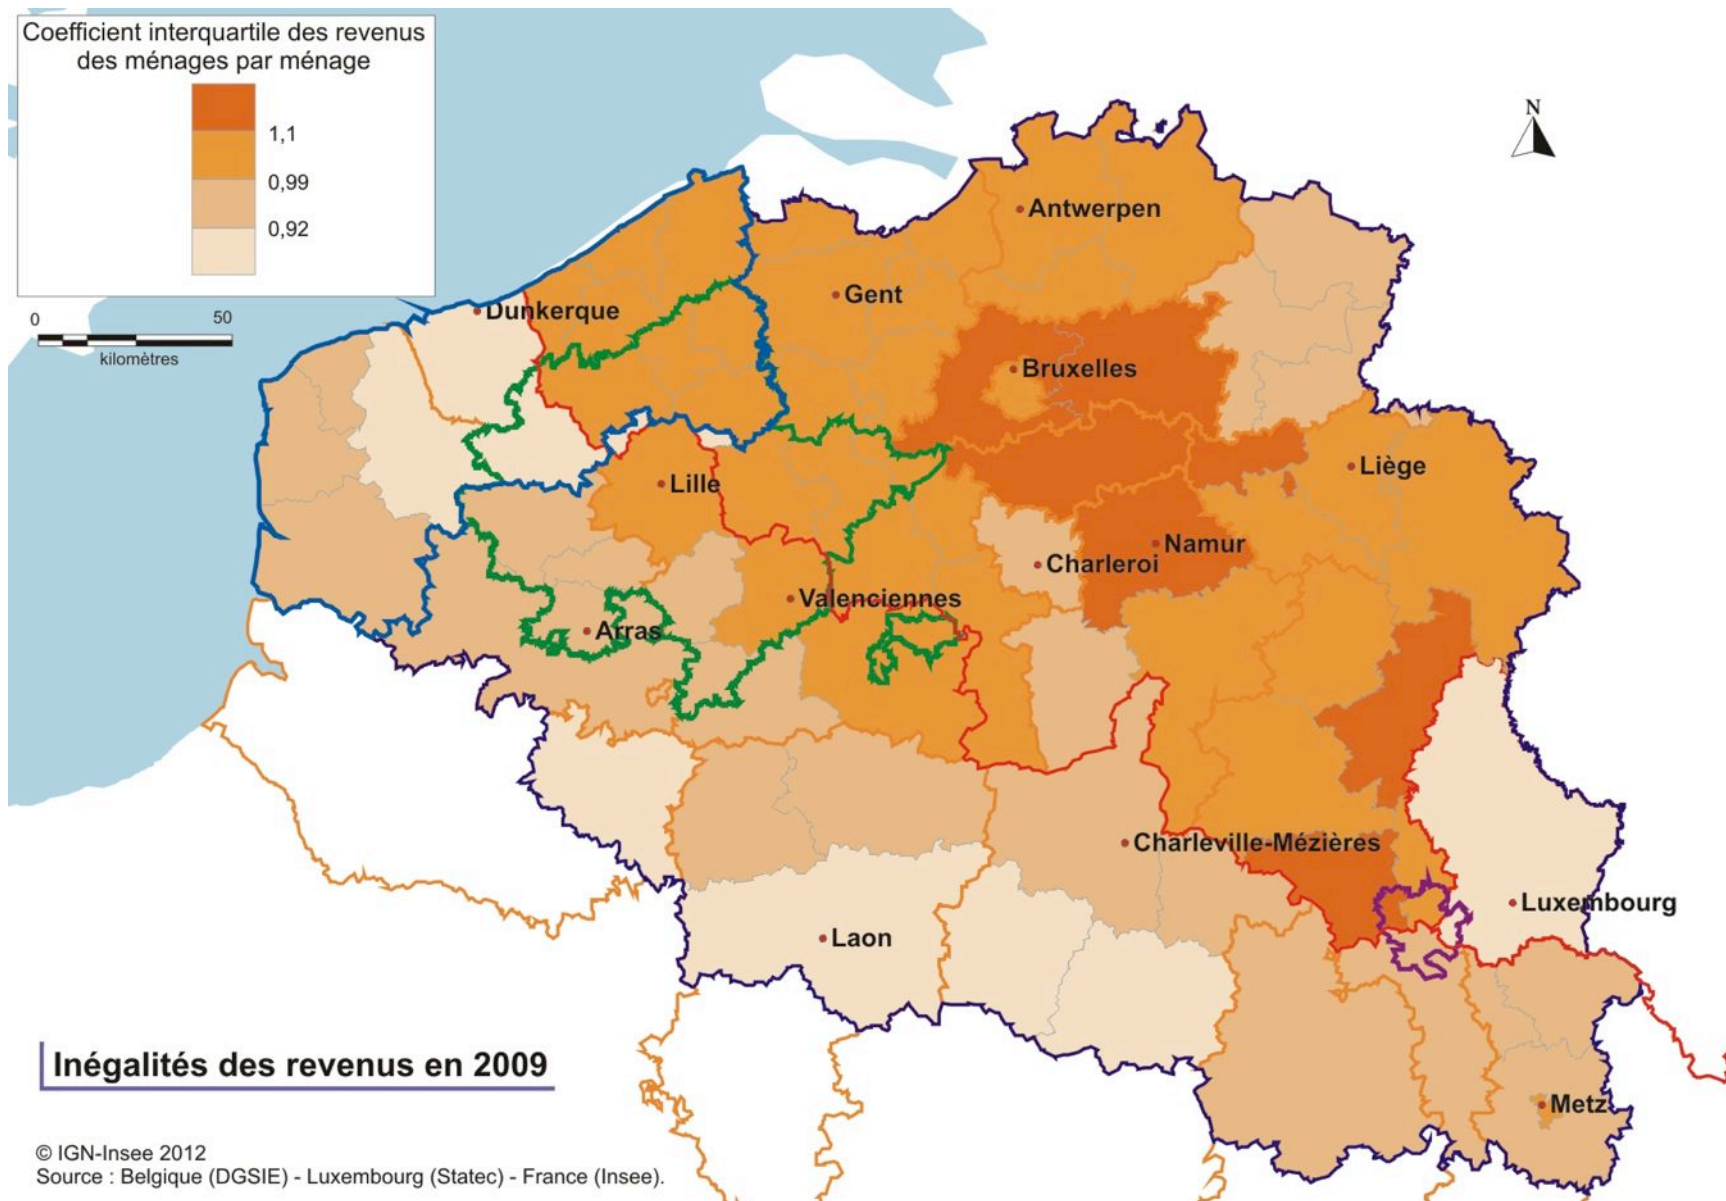 Coefficient interquartile des revenus
des ménages par ménage
1,1
0,99
0,92
0 50
kilomètres
N
Antwerpen
Gent
Dunkerque
Bruxelles
Liège
Lille
Namur
Charleroi
Valenciennes
Arras
Charleville-Mézières
Luxembourg
Laon
Metz
Inégalités des revenus en 2009
© IGN-Insee 2012
Source : Belgique (DGSIE) - Luxembourg (Statec) - France (Insee).